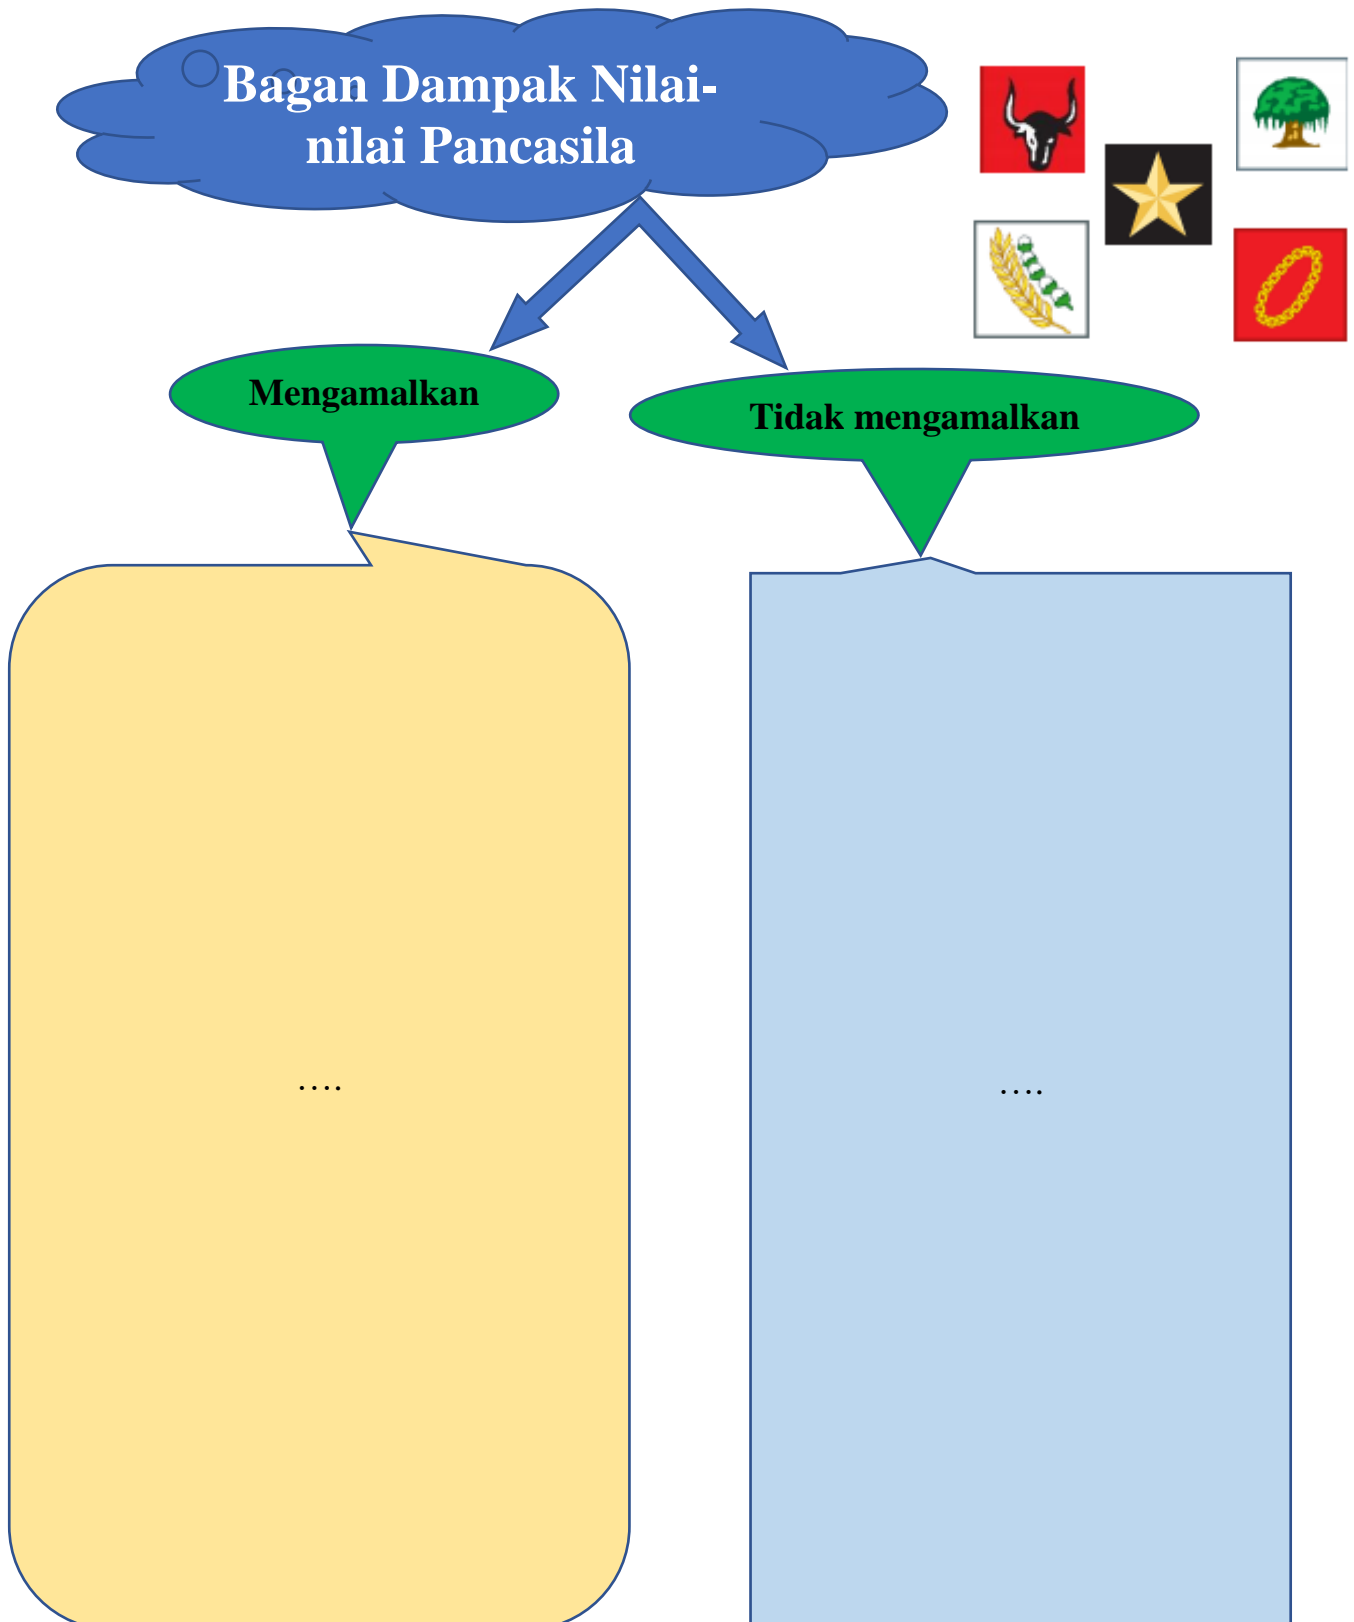 Bagan Dampak Nilai-
nilai Pancasila
Mengamalkan
Tidak mengamalkan
….
….